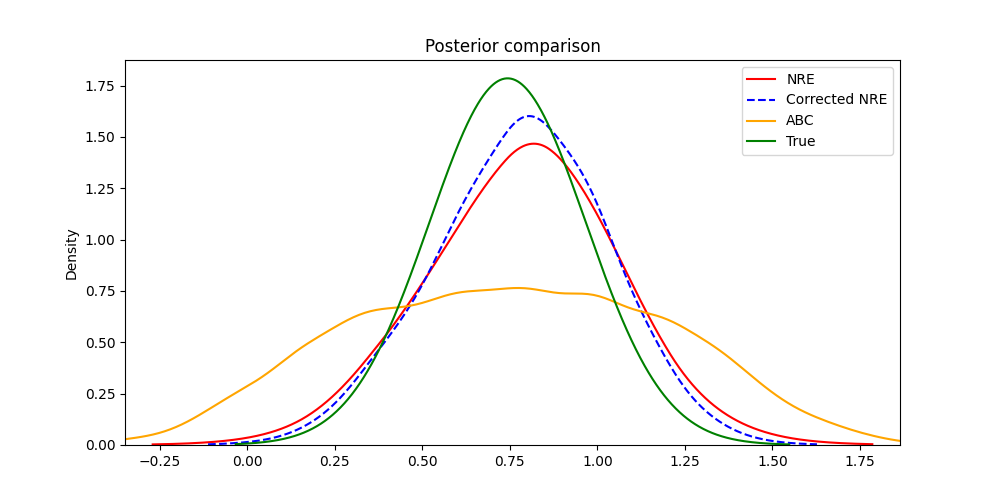 Posterior comparison
NRE
Corrected NRE
ABC
True
Density
1.75
1.50
1.25
1.00
0.75
0.50
0.25
0.00
−0.25 0.00 0.25 0.50 0.75 1.00 1.25 1.50 1.75